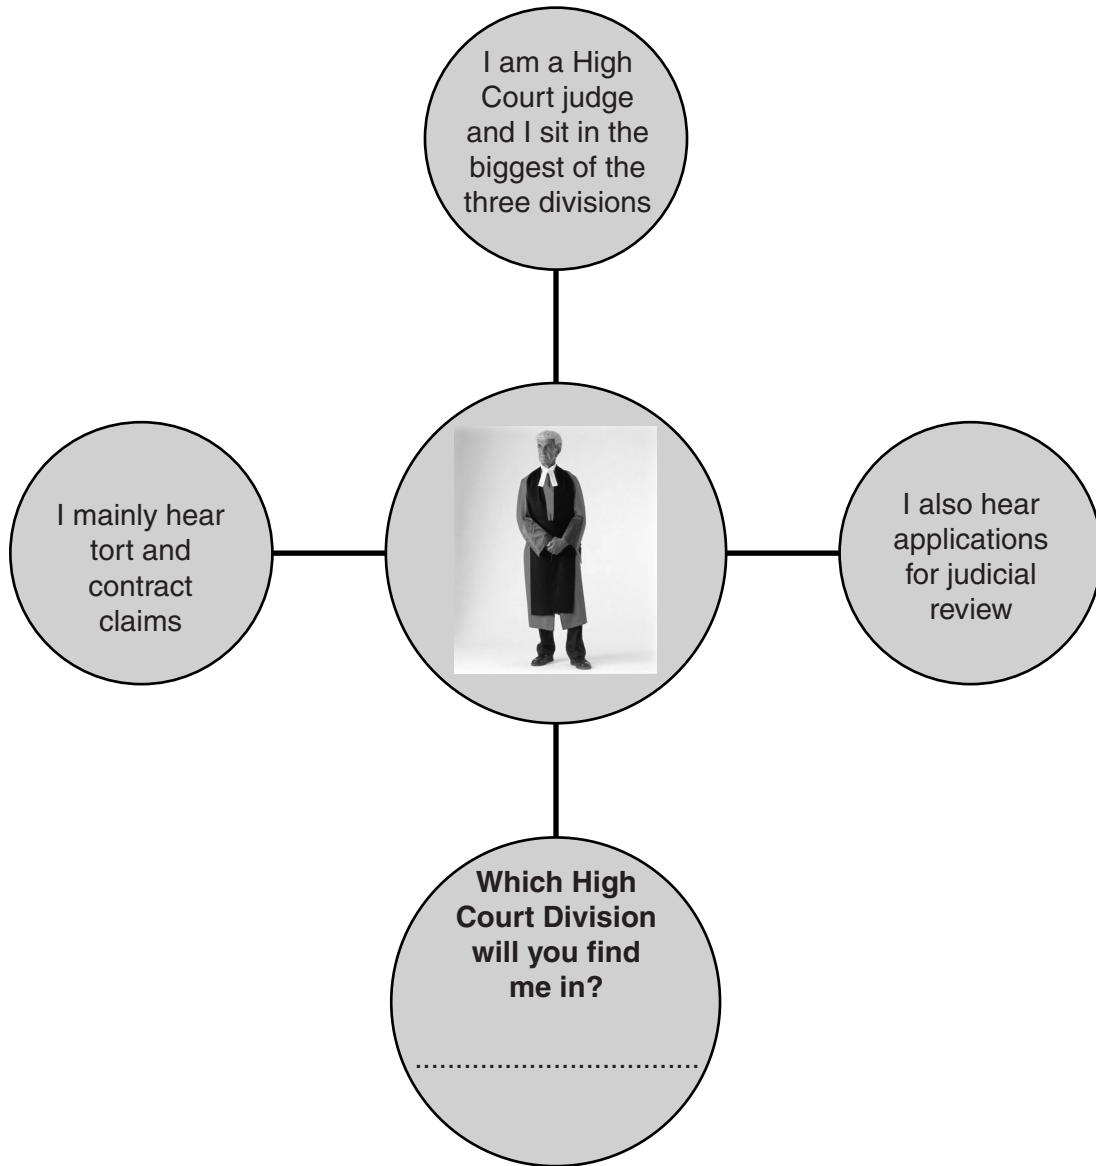 I am a High
Court judge
and I sit in the
biggest of the
three divisions
I mainly hear
tort and
contract
claims
I also hear
applications
for judicial
review
Which High
Court Division
will you find
me in?
...................................